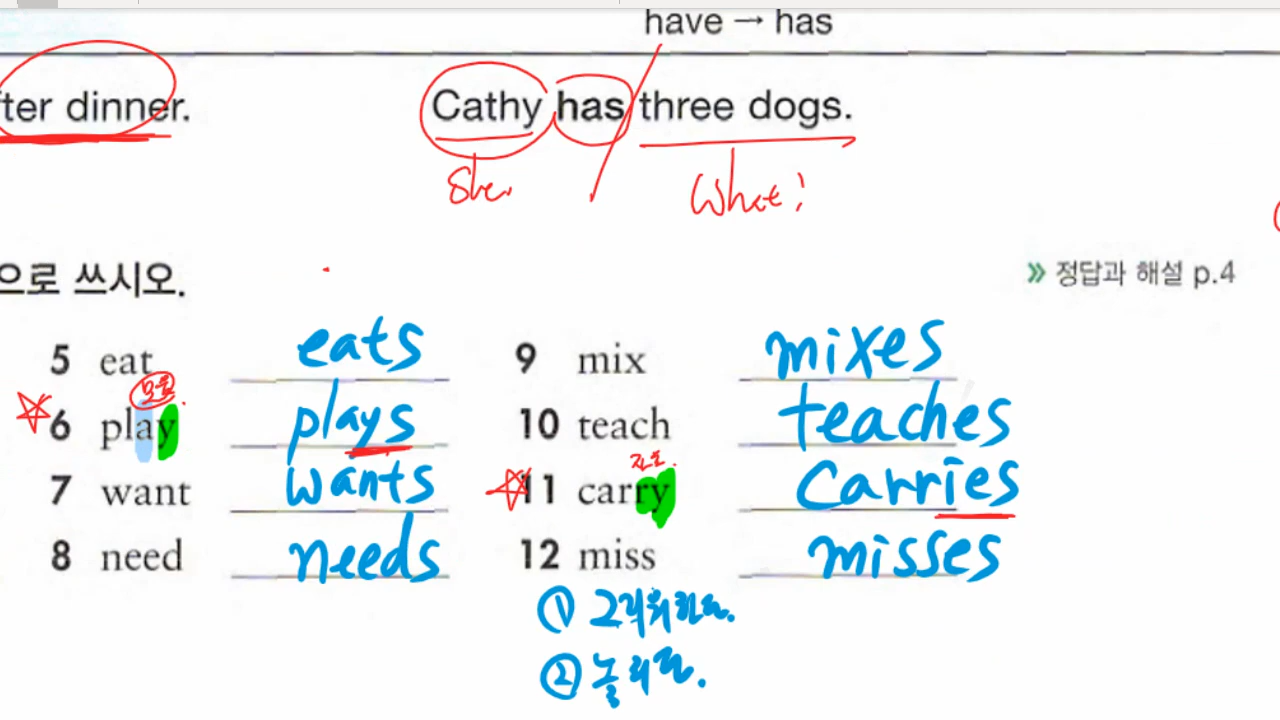 have → has
ter dinner.
Cathy has three dogs.
She
What?
으로 쓰시오.
» 정답과 해설 p.4
5 eat eats
9 mix mixes
모음
6 play plays
10 teach teaches
자음
7 want wants
11 carry carries
8 need needs
12 miss misses
① 그리워하다.
② 놓치다.